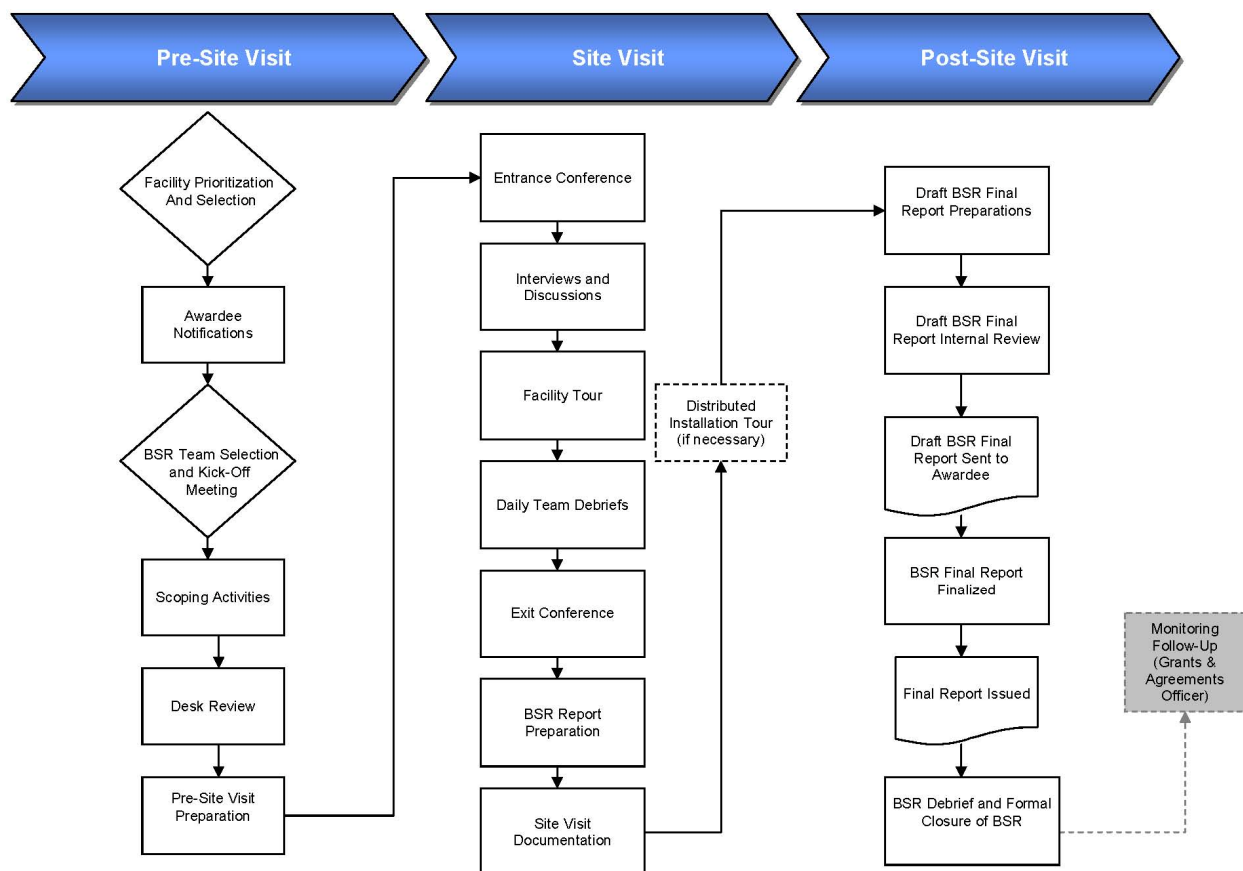 Pre-Site Visit
Site Visit
Post-Site Visit
Facility Prioritization
And Selection
Awardee
Notifications
BSR Team Selection
and Kick-Off
Meeting
Scoping Activities
Desk Review
Pre-Site Visit
Preparation
Entrance Conference
Interviews and
Discussions
Facility Tour
Daily Team Debriefs
Exit Conference
BSR Report
Preparation
Site Visit
Documentation
Distributed
Installation Tour
(if necessary)
Draft BSR Final
Report Preparations
Draft BSR Final
Report Internal Review
Draft BSR Final
Report Sent to
Awardee
BSR Final Report
Finalized
Final Report Issued
BSR Debrief and Formal
Closure of BSR
Monitoring
Follow-Up
(Grants &
Agreements
Officer)